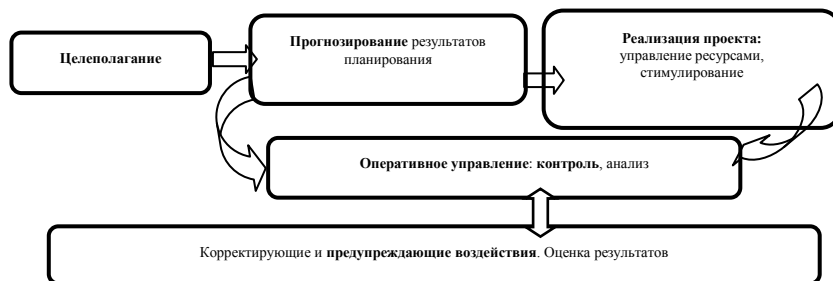 Целеполагание
Прогнозирование результатов
планирования
Реализация проекта:
управление ресурсами,
стимулирование
Оперативное управление: контроль, анализ
Корректирующие и предупреждающие воздействия. Оценка результатов